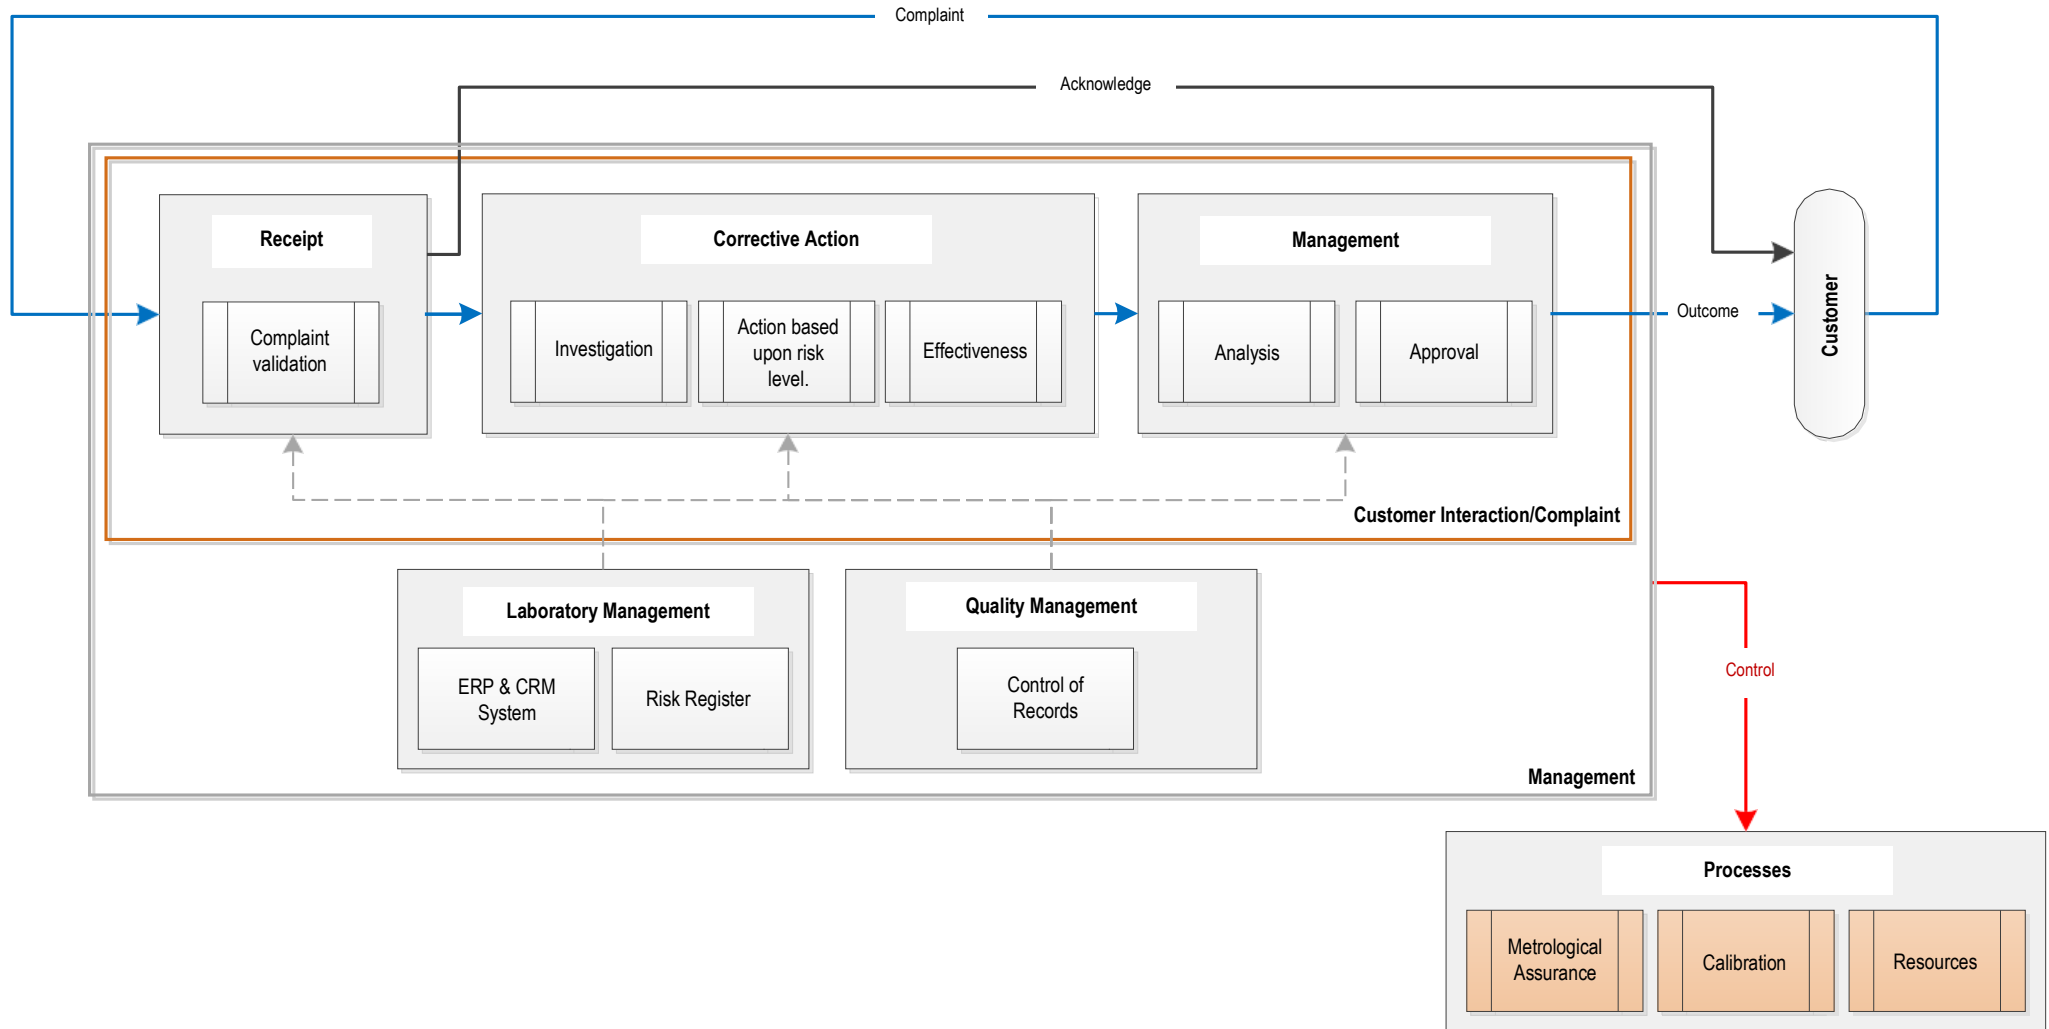 Complaint
Acknowledge
Receipt
Complaint
validation
Corrective Action
Investigation
Action based
upon risk
level.
Effectiveness
Management
Analysis
Approval
Outcome
Customer
Customer Interaction/Complaint
Laboratory Management
ERP & CRM
System
Risk Register
Quality Management
Control of
Records
Management
Control
Processes
Metrological
Assurance
Calibration
Resources